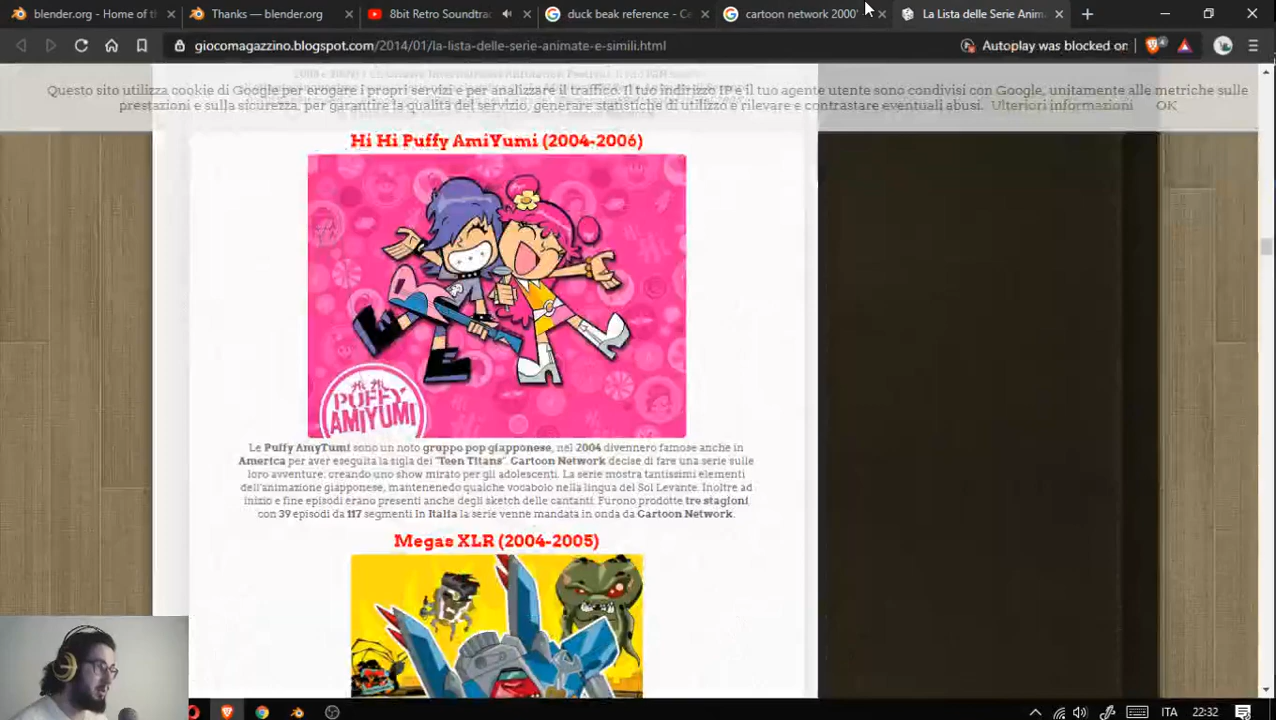 blender.org - Home of th
Thanks — blender.org
8bit Retro Soundtra
duck beak reference - Ce
cartoon network 2000'
La Lista delle Serie Anim
giocomagazzino.blogspot.com/2014/01/la-lista-delle-serie-animate-e-simili.html
Autoplay was blocked on
Questo sito utilizza cookie di Google per erogare i propri servizi e per analizzare il traffico. Il tuo indirizzo IP e il tuo agente utente sono condivisi con Google, unitamente alle metriche sulle
prestazioni e sulla sicurezza, per garantire la qualità del servizio, generare statistiche di utilizzo e rilevare e contrastare eventuali abusi. Ulteriori informazioni OK
Hi Hi Puffy AmiYumi (2004-2006)
Hi Hi
PUFFY
AMIYUMI
Le Puffy AmyTumi sono un noto gruppo pop giapponese, nel 2004 divennero famose anche in
America per aver eseguita la sigla dei "Teen Titans". Cartoon Network decise di fare una serie sulle
loro avventure, creando uno show mirato per gli adolescenti. La serie mostra tantissimi elementi
dell'animazione giapponese, mantenenedo qualche vocabolo nella lingua del Sol Levante. Inoltre ad
inizio e fine episodi erano presenti anche degli sketch delle cantanti. Furono prodotte tre stagioni
con 39 episodi da 117 segmenti In Italia la serie venne mandata in onda da Cartoon Network.
Megas XLR (2004-2005)
ITA
22:32